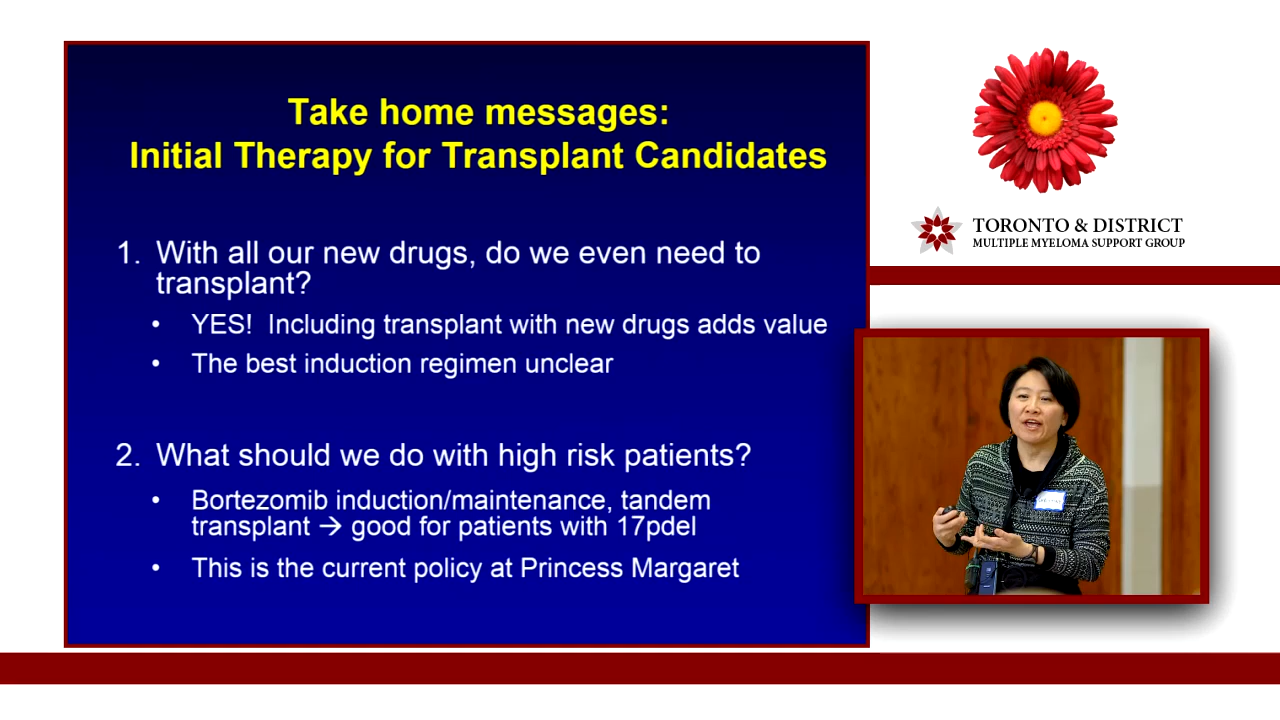 Take home messages:
Initial Therapy for Transplant Candidates
1. With all our new drugs, do we even need to
transplant?
• YES! Including transplant with new drugs adds value
• The best induction regimen unclear
2. What should we do with high risk patients?
• Bortezomib induction/maintenance, tandem
transplant → good for patients with 17pdel
• This is the current policy at Princess Margaret
TORONTO & DISTRICT
MULTIPLE MYELOMA SUPPORT GROUP